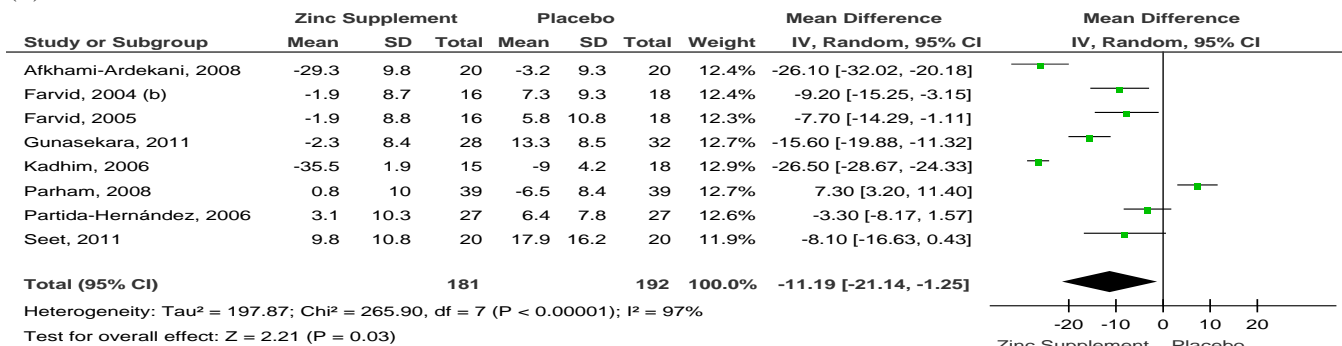 Zinc Supplement Placebo Mean Difference Mean Difference
Study or Subgroup Mean SD Total Mean SD Total Weight IV, Random, 95% CI IV, Random, 95% CI
Afkhami-Ardekani, 2008 -29.3 9.8 20 -3.2 9.3 20 12.4% -26.10 [-32.02, -20.18]
Farvid, 2004 (b) -1.9 8.7 16 7.3 9.3 18 12.4% -9.20 [-15.25, -3.15]
Farvid, 2005 -1.9 8.8 16 5.8 10.8 18 12.3% -7.70 [-14.29, -1.11]
Gunasekara, 2011 -2.3 8.4 28 13.3 8.5 32 12.7% -15.60 [-19.88, -11.32]
Kadhim, 2006 -35.5 1.9 15 -9 4.2 18 12.9% -26.50 [-28.67, -24.33]
Parham, 2008 0.8 10 39 -6.5 8.4 39 12.7% 7.30 [3.20, 11.40]
Partida-Hernández, 2006 3.1 10.3 27 6.4 7.8 27 12.6% -3.30 [-8.17, 1.57]
Seet, 2011 9.8 10.8 20 17.9 16.2 20 11.9% -8.10 [-16.63, 0.43]
Total (95% CI) 181 192 100.0% -11.19 [-21.14, -1.25]
Heterogeneity: Tau² = 197.87; Chi² = 265.90, df = 7 (P < 0.00001); I² = 97%
Test for overall effect: Z = 2.21 (P = 0.03)
-20 -10 0 10 20
Zinc Supplement Placebo